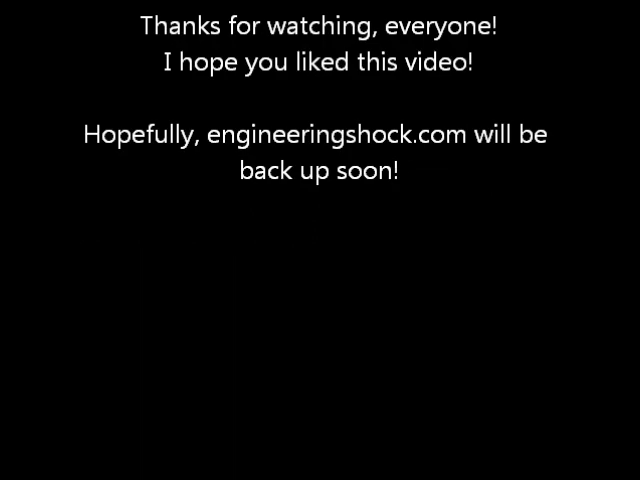 Thanks for watching, everyone!
I hope you liked this video!
Hopefully, engineeringshock.com will be
back up soon!